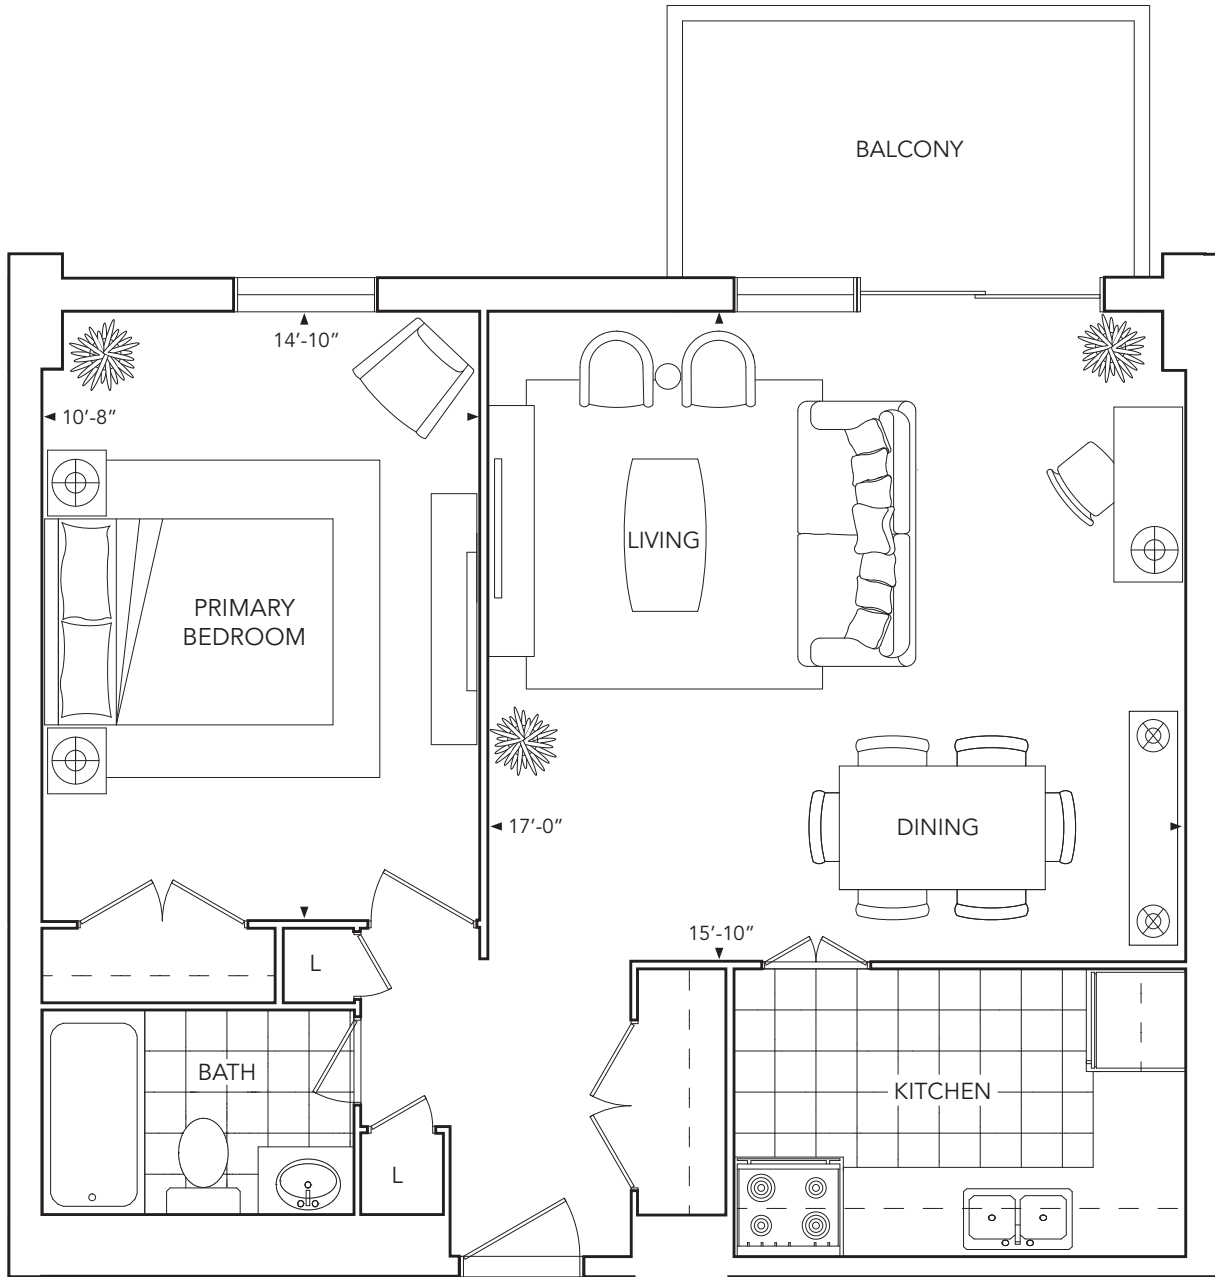 BALCONY
14’-10”
10’-8”
LIVING
PRIMARY
BEDROOM
17’-0”
DINING
15’-10”
L
BATH
KITCHEN
L